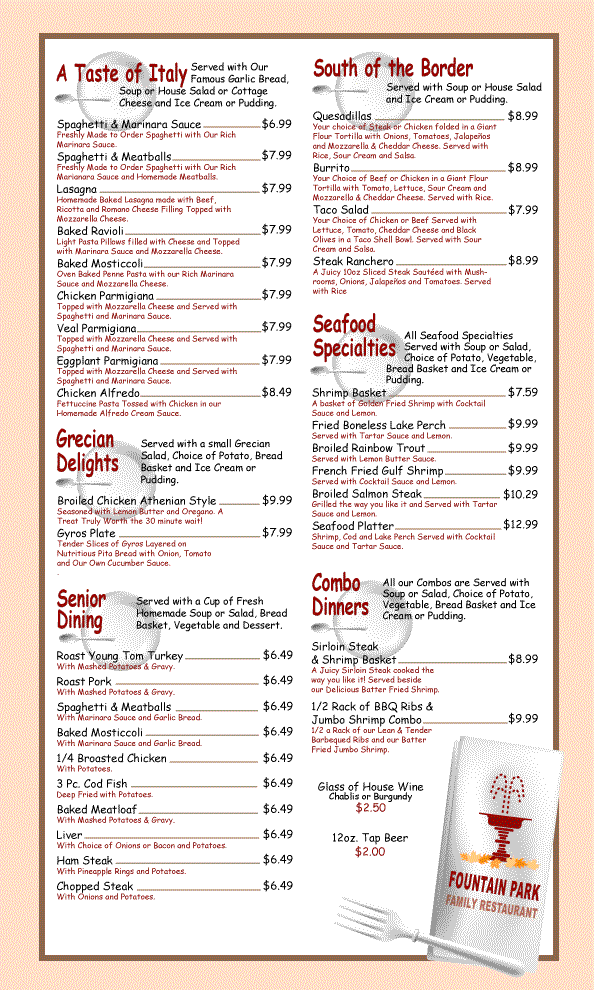 A Taste of Italy
Served with Our
Famous Garlic Bread,
Soup or House Salad or Cottage
Cheese and Ice Cream or Pudding.
Spaghetti & Marinara Sauce $6.99
Freshly Made to Order Spaghetti with Our Rich
Marinara Sauce.
Spaghetti & Meatballs $7.99
Freshly Made to Order Spaghetti with Our Rich
Marianara Sauce and Homemade Meatballs.
Lasagna $7.99
Homemade Baked Lasagna made with Beef,
Ricotta and Romano Cheese Filling Topped with
Mozzarella Cheese.
Baked Ravioli $7.99
Light Pasta Pillows filled with Cheese and Topped
with Marinara Sauce and Mozzarella Cheese.
Baked Mosticcoli $7.99
Oven Baked Penne Pasta with our Rich Marinara
Sauce and Mozzarella Cheese.
Chicken Parmigiana $7.99
Topped with Mozzarella Cheese and Served with
Spaghetti and Marinara Sauce.
Veal Parmigiana $7.99
Topped with Mozzarella Cheese and Served with
Spaghetti and Marinara Sauce.
Eggplant Parmigiana $7.99
Topped with Mozzarella Cheese and Served with
Spaghetti and Marinara Sauce.
Chicken Alfredo $8.49
Fettuccine Pasta Tossed with Chicken in our
Homemade Alfredo Cream Sauce.
Grecian
Delights
Served with a small Grecian
Salad, Choice of Potato, Bread
Basket and Ice Cream or
Pudding.
Broiled Chicken Athenian Style $9.99
Seasoned with Lemon Butter and Oregano. A
Treat Truly Worth the 30 minute wait!
Gyros Plate $7.99
Tender Slices of Gyros Layered on
Nutritious Pita Bread with Onion, Tomato
and Our Own Cucumber Sauce.
Senior
Dining
Served with a Cup of Fresh
Homemade Soup or Salad, Bread
Basket, Vegetable and Dessert.
Roast Young Tom Turkey $6.49
With Mashed Potatoes & Gravy.
Roast Pork $6.49
With Mashed Potatoes & Gravy.
Spaghetti & Meatballs $6.49
With Marinara Sauce and Garlic Bread.
Baked Mosticcoli $6.49
With Marinara Sauce and Garlic Bread.
1/4 Broasted Chicken $6.49
With Potatoes.
3 Pc. Cod Fish $6.49
Deep Fried with Potatoes.
Baked Meatloaf $6.49
With Mashed Potatoes & Gravy.
Liver $6.49
With Choice of Onions or Bacon and Potatoes.
Ham Steak $6.49
With Pineapple Rings and Potatoes.
Chopped Steak $6.49
With Onions and Potatoes.
South of the Border
Served with Soup or House Salad
and Ice Cream or Pudding.
Quesadillas $8.99
Your choice of Steak or Chicken folded in a Giant
Flour Tortilla with Onions, Tomatoes, Jalapeños
and Mozzarella & Cheddar Cheese. Served with
Rice, Sour Cream and Salsa.
Burrito $8.99
Your Choice of Beef or Chicken in a Giant Flour
Tortilla with Tomato, Lettuce, Sour Cream and
Mozzarella & Cheddar Cheese. Served with Rice.
Taco Salad $7.99
Your Choice of Chicken or Beef Served with
Lettuce, Tomato, Cheddar Cheese and Black
Olives in a Taco Shell Bowl. Served with Sour
Cream and Salsa.
Steak Ranchero $8.99
A Juicy 10oz Sliced Steak Sautéed with Mush-
rooms, Onions, Jalapeños and Tomatoes. Served
with Rice
Seafood
Specialties
All Seafood Specialties
Served with Soup or Salad,
Choice of Potato, Vegetable,
Bread Basket and Ice Cream or
Pudding.
Shrimp Basket $7.59
A basket of Golden Fried Shrimp with Cocktail
Sauce and Lemon.
Fried Boneless Lake Perch $9.99
Served with Tartar Sauce and Lemon.
Broiled Rainbow Trout $9.99
Served with Lemon Butter Sauce.
French Fried Gulf Shrimp $9.99
Served with Cocktail Sauce and Lemon.
Broiled Salmon Steak $10.29
Grilled the way you like it and Served with Tartar
Sauce and Lemon.
Seafood Platter $12.99
Shrimp, Cod and Lake Perch Served with Cocktail
Sauce and Tartar Sauce.
Combo
Dinners
All our Combos are Served with
Soup or Salad, Choice of Potato,
Vegetable, Bread Basket and Ice
Cream or Pudding.
Sirloin Steak
& Shrimp Basket $8.99
A Juicy Sirloin Steak cooked the
way you like it! Served beside
our Delicious Batter Fried Shrimp.
1/2 Rack of BBQ Ribs &
Jumbo Shrimp Combo $9.99
1/2 a Rack of our Lean & Tender
Barbequed Ribs and our Batter
Fried Jumbo Shrimp.
Glass of House Wine
Chablis or Burgundy
$2.50
12oz. Tap Beer
$2.00
FOUNTAIN PARK
FAMILY RESTAURANT